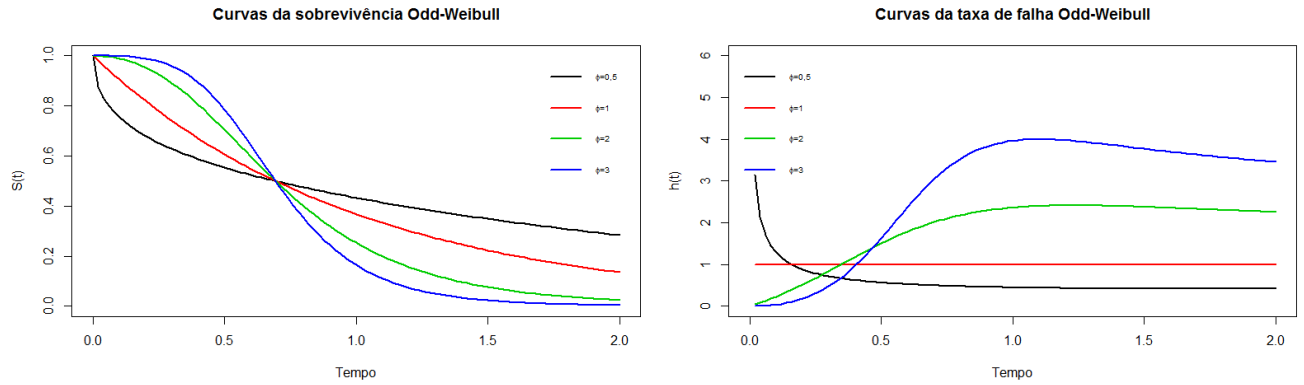 Curvas da sobrevivência Odd-Weibull
S(t)
1.0
0.8
0.6
0.4
0.2
0.0
ϕ=0,5
ϕ=1
ϕ=2
ϕ=3
0.0 0.5 1.0 1.5 2.0
Tempo
Curvas da taxa de falha Odd-Weibull
h(t)
6
5
4
3
2
1
0
ϕ=0,5
ϕ=1
ϕ=2
ϕ=3
0.0 0.5 1.0 1.5 2.0
Tempo